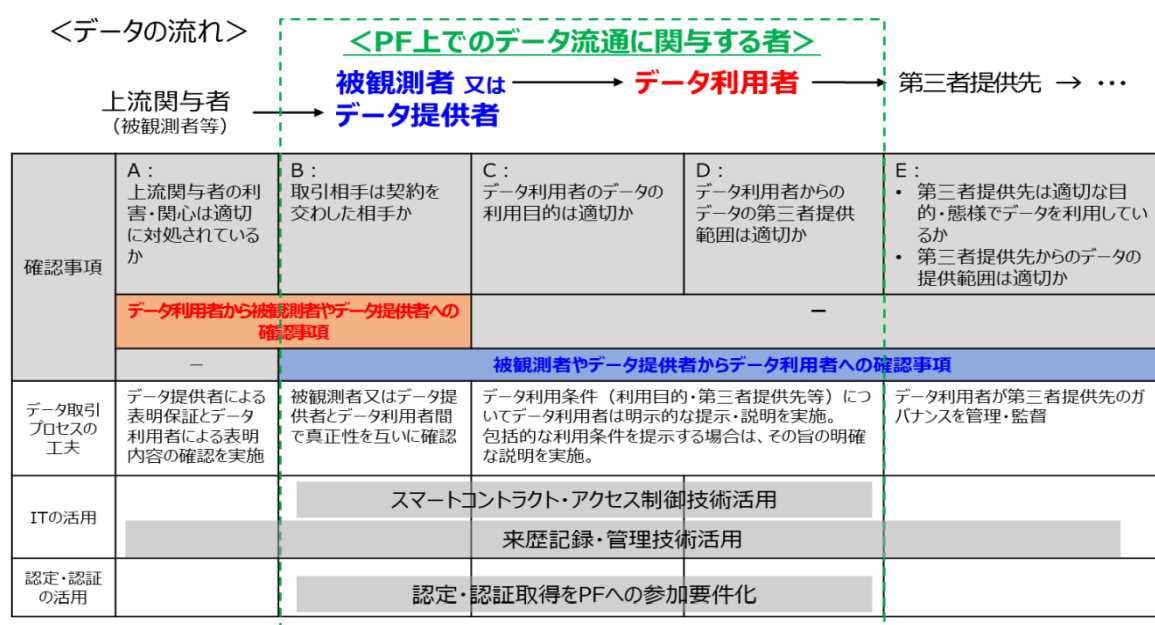 <データの流れ>
<PF上でのデータ流通に関与する者>
上流関与者
(被観測者等)
被観測者 又は
データ提供者
データ利用者
第三者提供先 → …
確認事項
A：
上流関与者の利
害・関心は適切
に対処されている
か
B：
取引相手は契約を
交わした相手か
C：
データ利用者のデータの
利用目的は適切か
D：
データ利用者からの
データの第三者提供
範囲は適切か
E：
• 第三者提供先は適切な目
的・態様でデータを利用してい
るか
• 第三者提供先からのデータの
提供範囲は適切か
データ利用者から被観測者やデータ提供者への
確認事項
－
－
被観測者やデータ提供者からデータ利用者への確認事項
データ取引
プロセスの
工夫
データ提供者による
表明保証とデータ
利用者による表明
内容の確認を実施
被観測者又はデータ提
供者とデータ利用者間
で真正性を互いに確認
データ利用条件（利用目的・第三者提供先等）につ
いてデータ利用者は明示的な提示・説明を実施。
包括的な利用条件を提示する場合は、その旨の明確
な説明を実施。
データ利用者が第三者提供先のガ
バナンスを管理・監督
ITの活用
スマートコントラクト・アクセス制御技術活用
来歴記録・管理技術活用
認定・認証
の活用
認定・認証取得をPFへの参加要件化